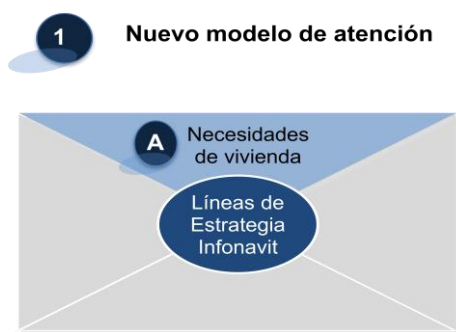 1
Nuevo modelo de atención
A
Necesidades
de vivienda
Líneas de
Estrategia
Infonavit